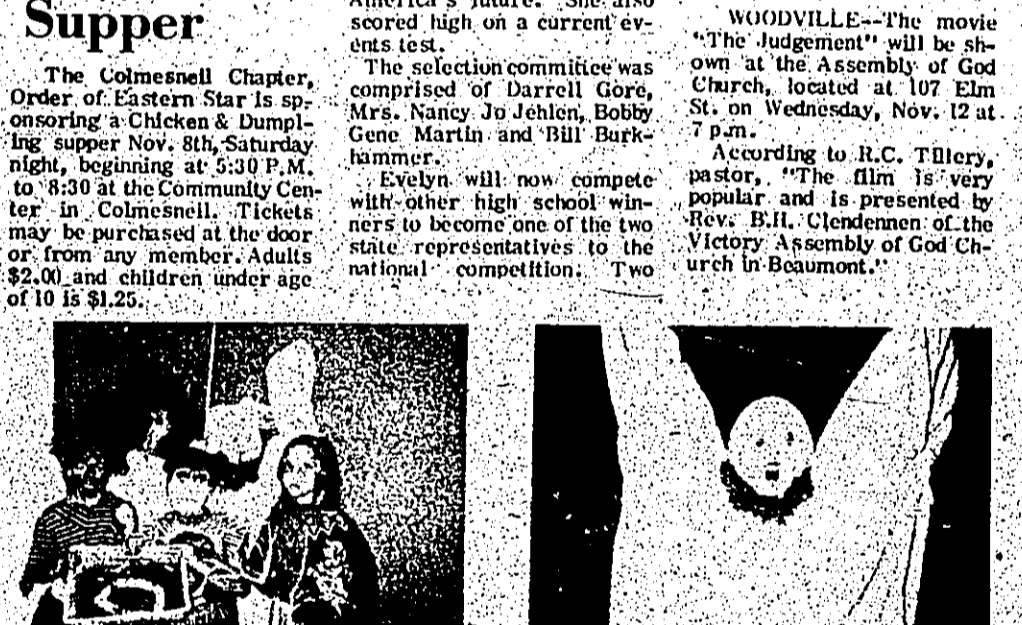 Supper
The Colmesneil Chapter,
Order of Eastern Star is sp-
onsoring a Chicken & Dumpl-
ing supper Nov. 8th, Saturday
night, beginning at 5:30 P.M.
to 8:30 at the Community Cen-
ter in Colmesneil. Tickets
may be purchased at the door
or from any member. Adults
$2.00 and children under age
of 10 is $1.25.
America's future. She also
scored high on a current ev-
ents test.
The selection committee was
comprised of Darrell Gore,
Mrs. Nancy Jo Jehlen, Bobby
Gene Martin and Bill Burk-
hammer.
Evelyn will now compete
with other high school win-
ners to become one of the two
state representatives to the
national competition. Two
WOODVILLE--The movie
"The Judgement" will be sh-
own at the Assembly of God
Church, located at 107 Elm
St. on Wednesday, Nov. 12 at
7 p.m.
According to R.C. Tillery,
pastor, "The film is very
popular and is presented by
Rev. B.H. Clendennen of the
Victory Assembly of God Ch-
urch in Beaumont."